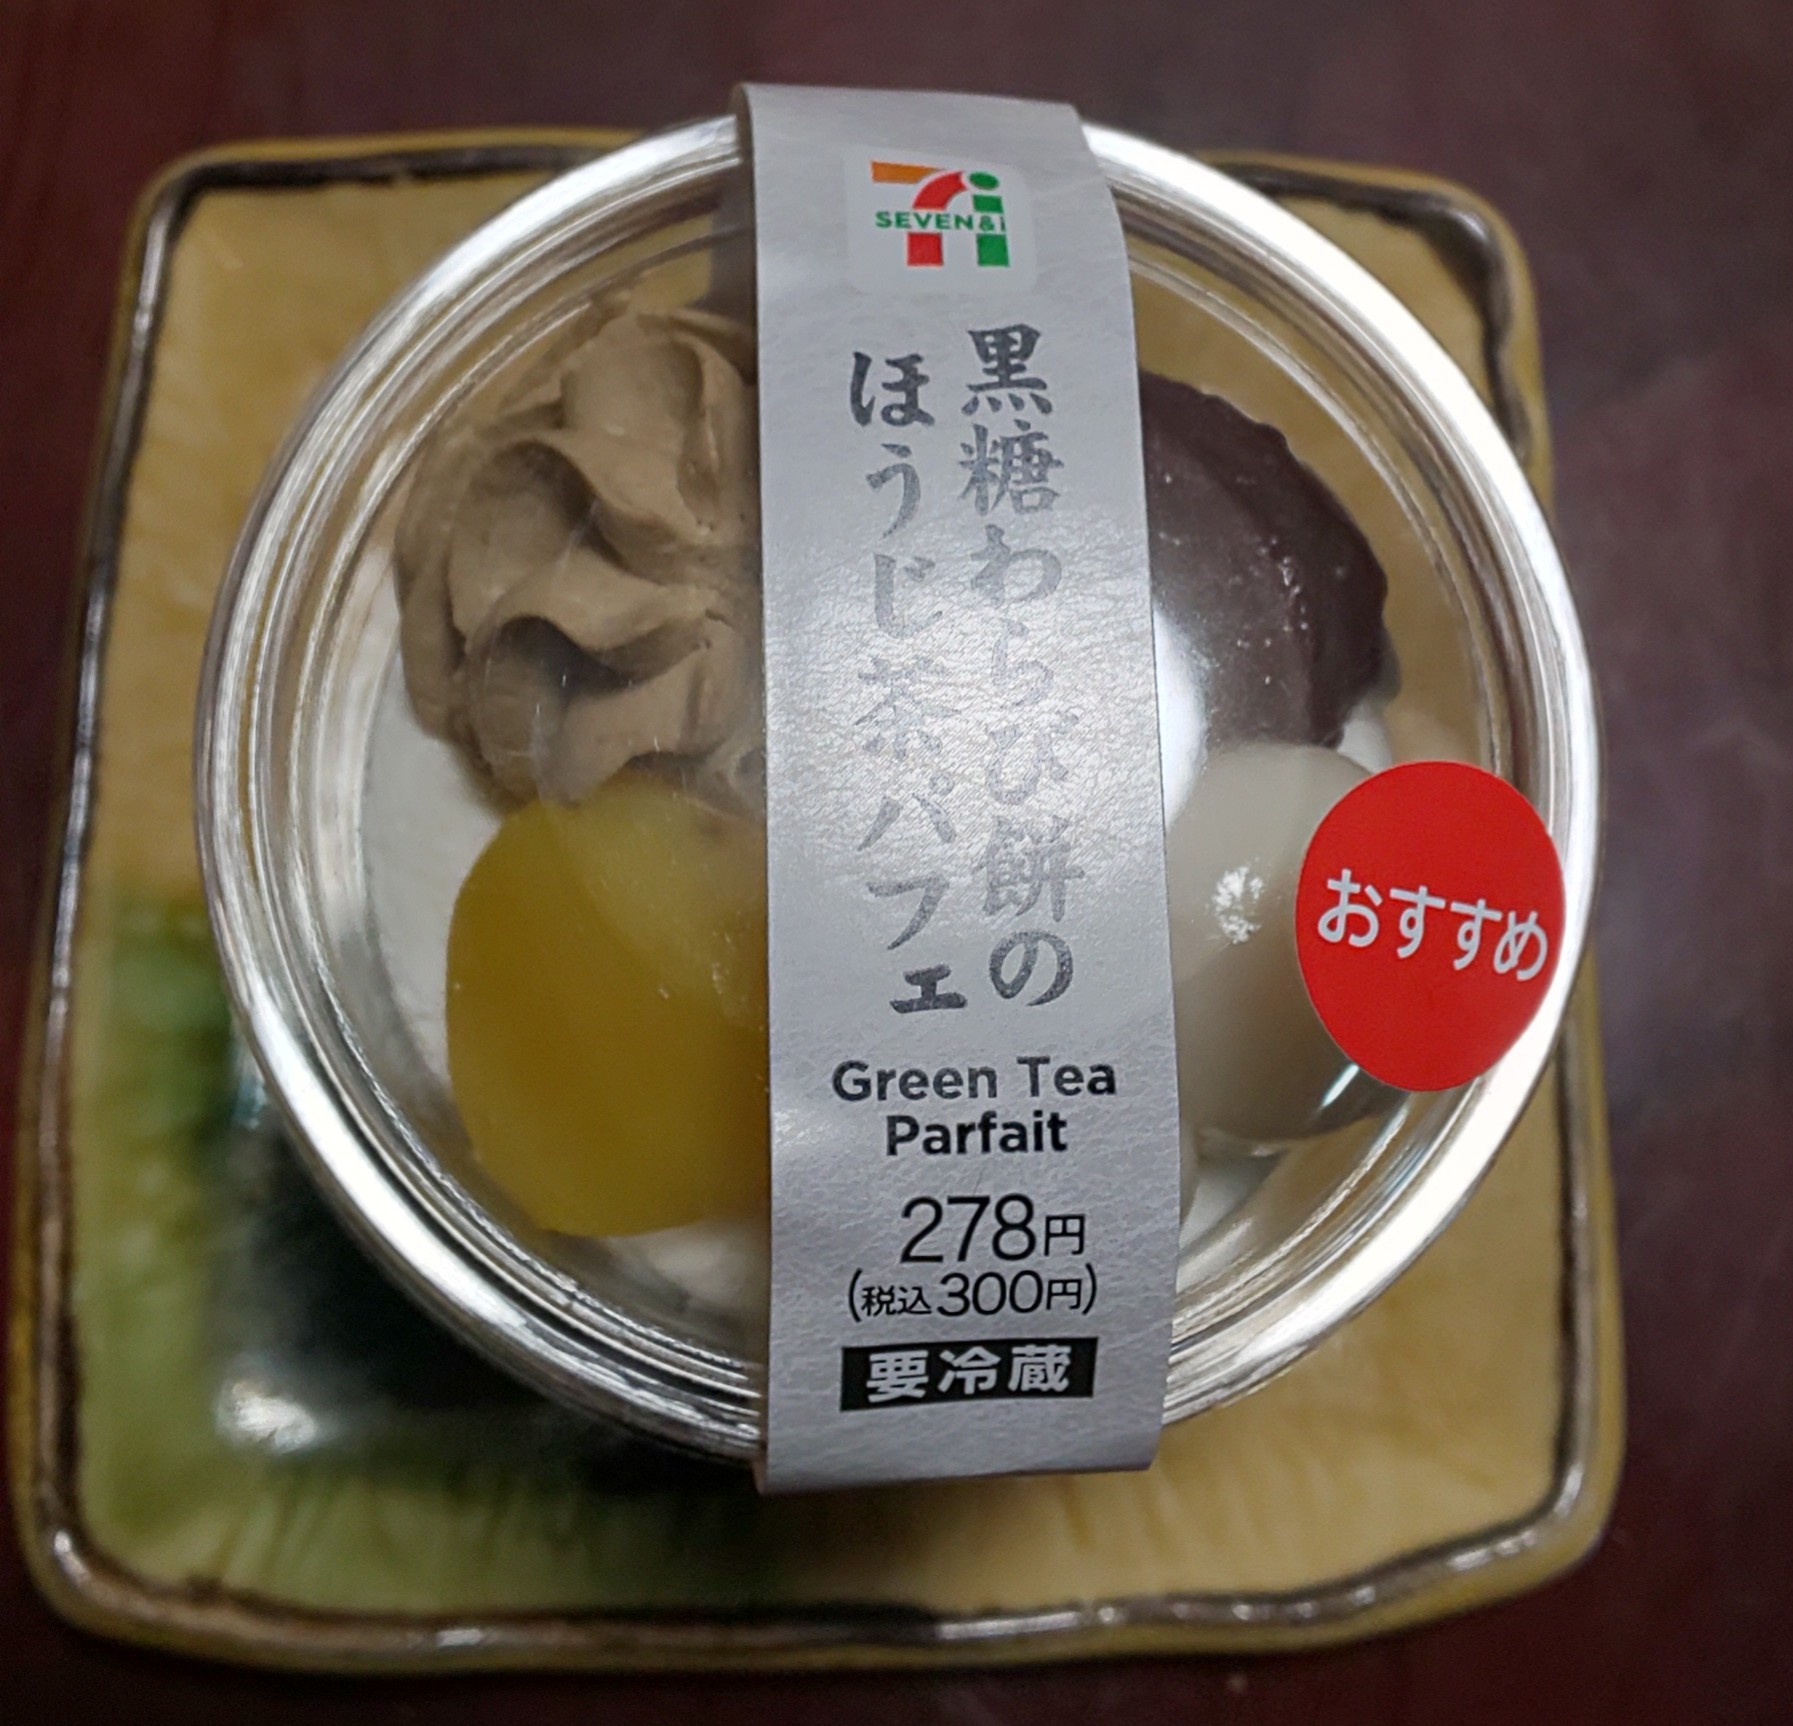 SEVEN&i
黒糖わらび餅の
ほうじ茶パフェ
Green Tea
Parfait
278円
(税込300円)
要冷蔵
おすすめ